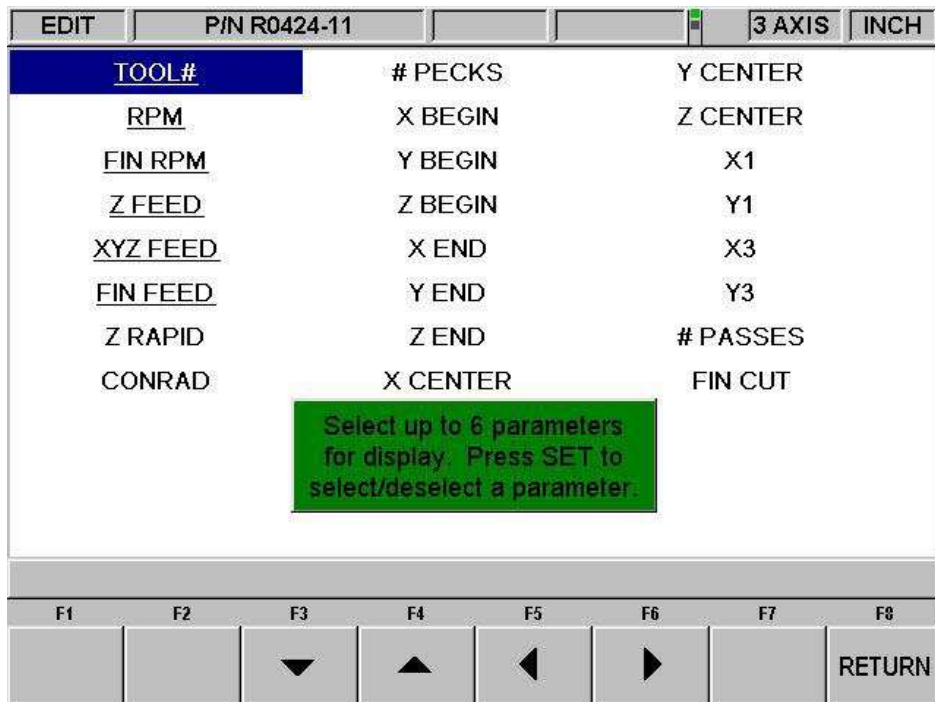 EDIT P/N R0424-11 3 AXIS INCH
TOOL# # PECKS Y CENTER
RPM X BEGIN Z CENTER
FIN RPM Y BEGIN X1
Z FEED Z BEGIN Y1
XYZ FEED X END X3
FIN FEED Y END Y3
Z RAPID Z END # PASSES
CONRAD X CENTER FIN CUT
Select up to 6 parameters
for display. Press SET to
select/deselect a parameter.
F1 F2 F3 F4 F5 F6 F7 F8
RETURN